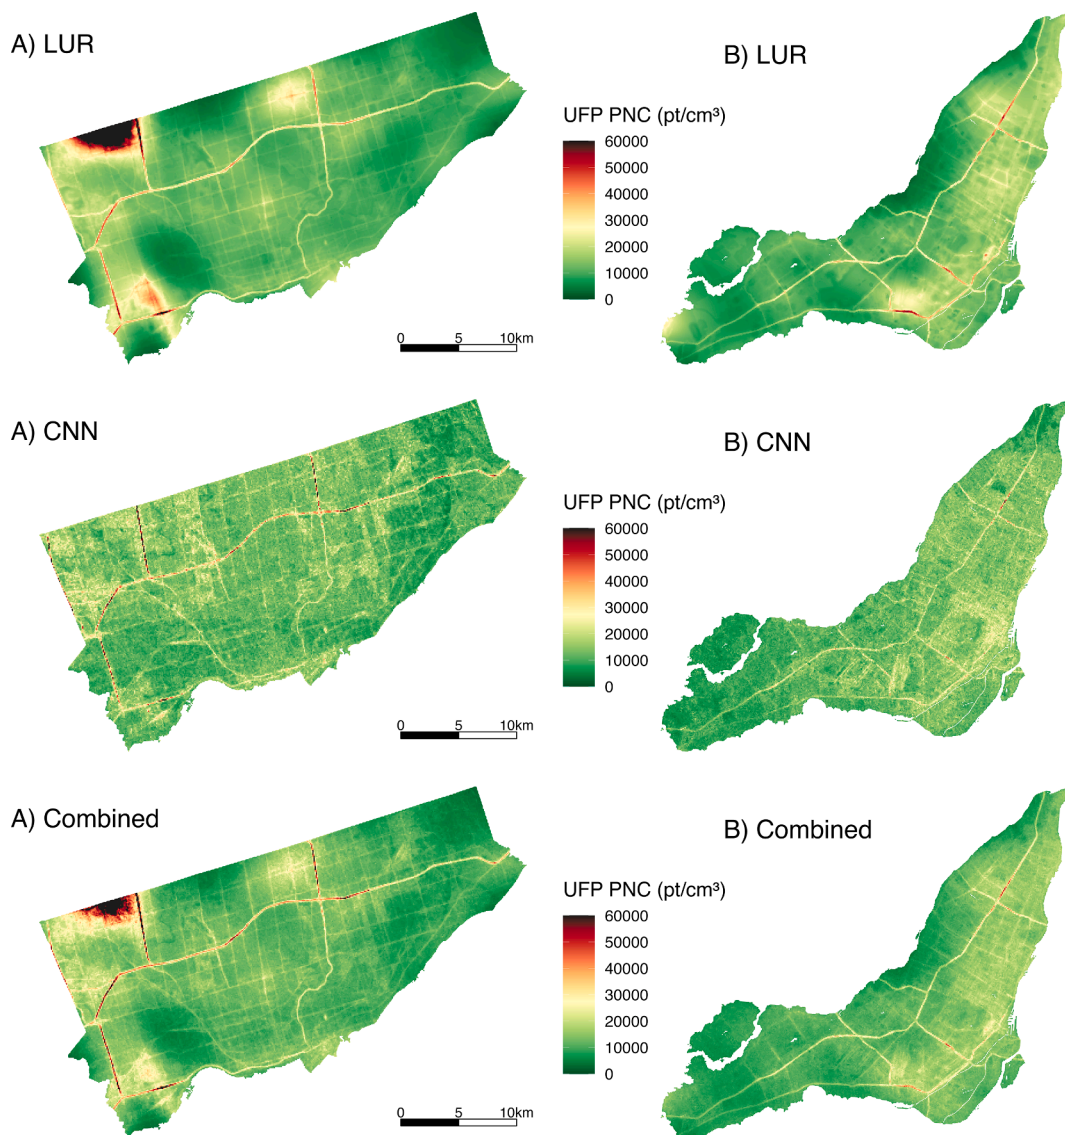 A) LUR
B) LUR
UFP PNC (pt/cm³)
60000
50000
40000
30000
20000
10000
0
0 5 10km
A) CNN
B) CNN
UFP PNC (pt/cm³)
60000
50000
40000
30000
20000
10000
0
0 5 10km
A) Combined
B) Combined
UFP PNC (pt/cm³)
60000
50000
40000
30000
20000
10000
0
0 5 10km